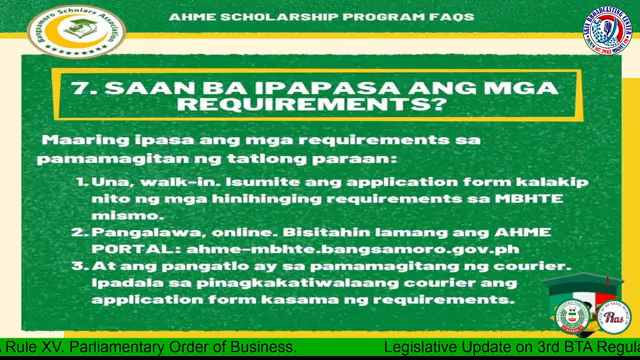 AHME SCHOLARSHIP PROGRAM FAQS
Bangsamoro Scholars Association
7. SAAN BA IPAPASA ANG MGA
REQUIREMENTS?
Maaring ipasa ang mga requirements sa
pamamagitan ng tatlong paraan:
1. Una, walk-in. Isumite ang application form kalakip
nito ng mga hinihinging requirements sa MBHTE
mismo.
2. Pangalawa, online. Bisitahin lamang ang AHME
PORTAL: ahme-mbhte.bangsamoro.gov.ph
3. At ang pangatlo ay sa pamamagitang ng courier.
Ipadala sa pinagkakatiwalaang courier ang
application form kasama ng requirements.
Rule XV. Parliamentary Order of Business.
Legislative Update on 3rd BTA Regula